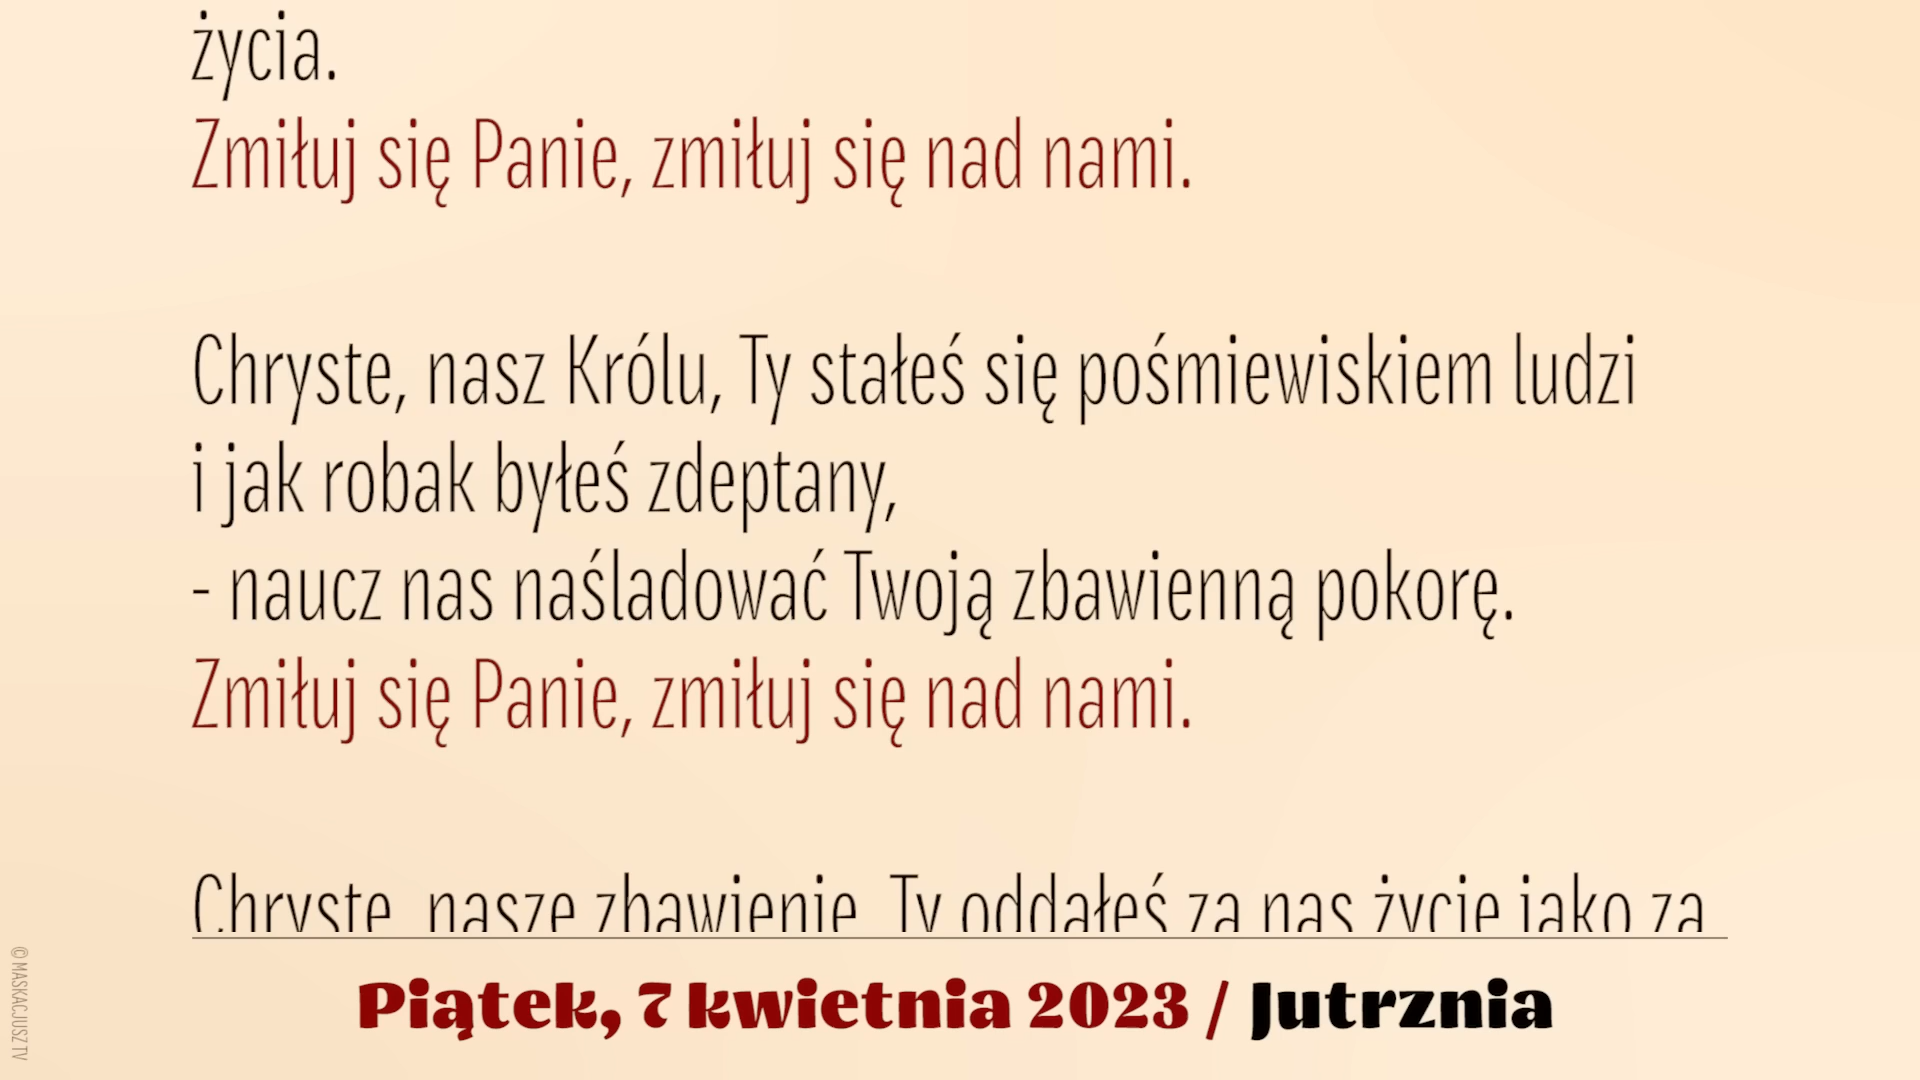 życia.
Zmiłuj się Panie, zmiłuj się nad nami.
Chryste, nasz Królu, Ty stałeś się pośmiewiskiem ludzi
i jak robak byłeś zdeptany,
- naucz nas naśladować Twoją zbawienną pokorę.
Zmiłuj się Panie, zmiłuj się nad nami.
Chryste, nasze zbawienie, Ty oddałeś za nas życie jako za
Piątek, 7 kwietnia 2023 / Jutrznia
© MASKACJUSZ TV